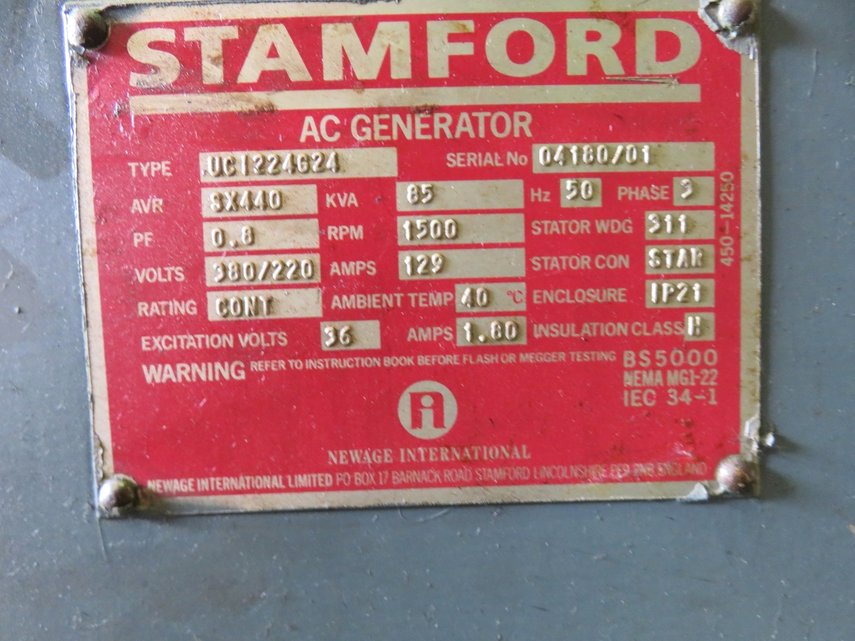 STAMFORD
AC GENERATOR
TYPE UCI224G24 SERIAL No 04180/01
AVR SX440 KVA 85 Hz 50 PHASE 3
PF 0.8 RPM 1500 STATOR WDG 311
VOLTS 380/220 AMPS 129 STATOR CON STAR
RATING CONT AMBIENT TEMP 40 °C ENCLOSURE IP21
EXCITATION VOLTS 36 AMPS 1.80 INSULATION CLASS H
WARNING REFER TO INSTRUCTION BOOK BEFORE FLASH OR MEGGER TESTING BS5000
NEMA MG1-22
IEC 34-1
450-14250
NEWAGE INTERNATIONAL
NEWAGE INTERNATIONAL LIMITED PO BOX 17 BARNACK ROAD STAMFORD LINCOLNSHIRE PE9 2NB ENGLAND